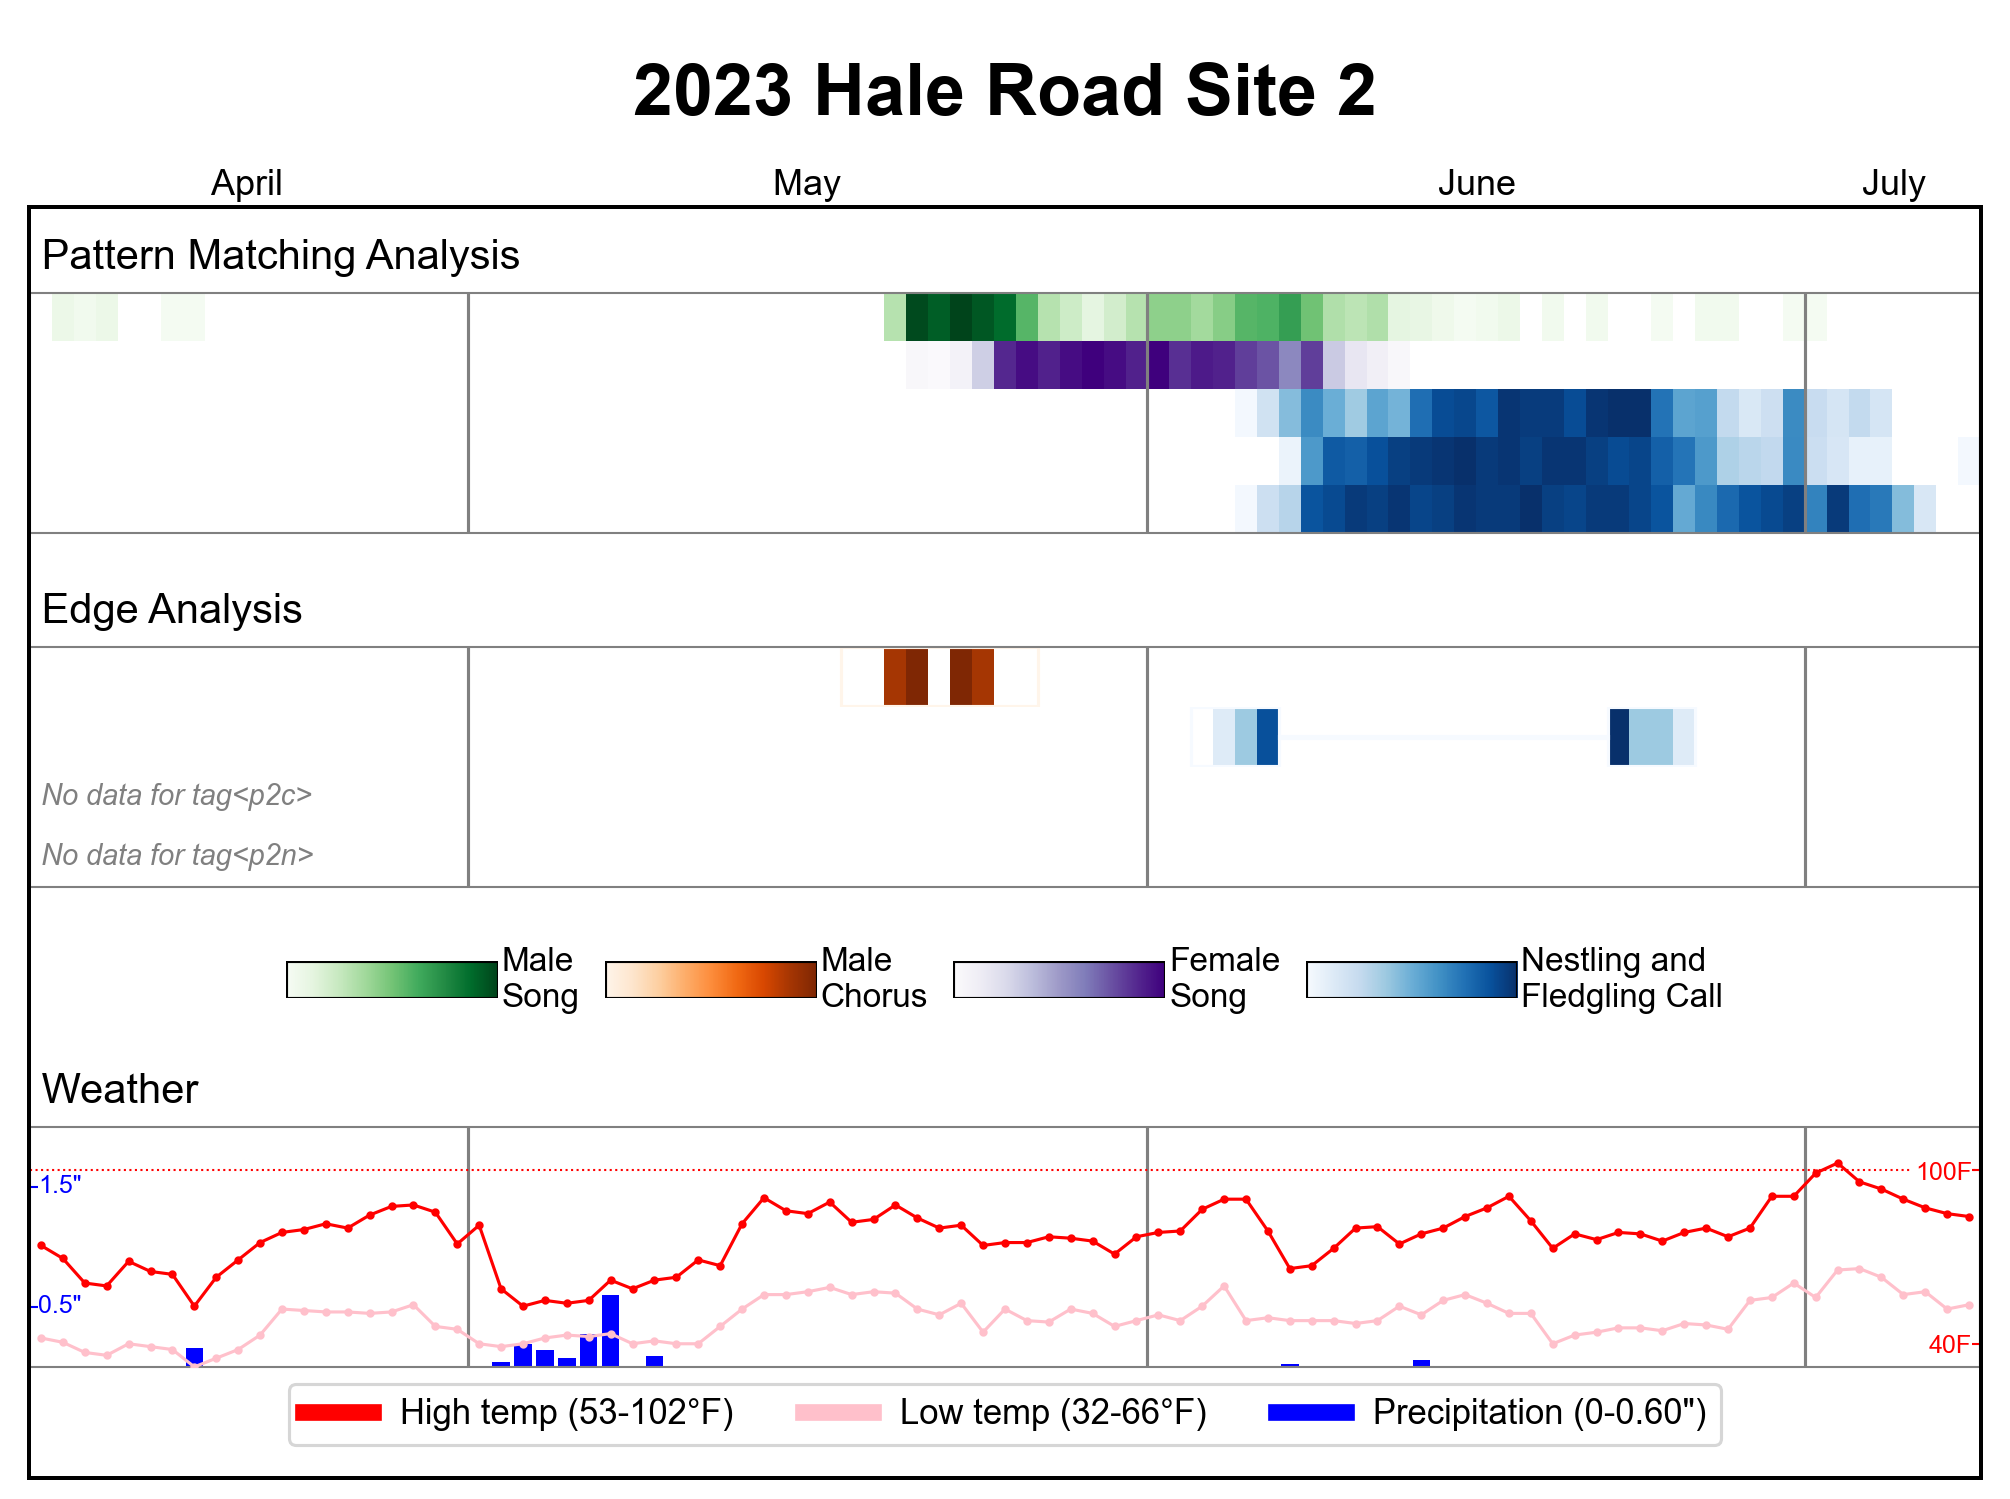 2023 Hale Road Site 2
April May June July
Pattern Matching Analysis
Edge Analysis
No data for tag<p2c>
No data for tag<p2n>
Male Song
Male Chorus
Female Song
Nestling and Fledgling Call
Weather
1.5" 100F
0.5" 40F
High temp (53-102°F) Low temp (32-66°F) Precipitation (0-0.60")